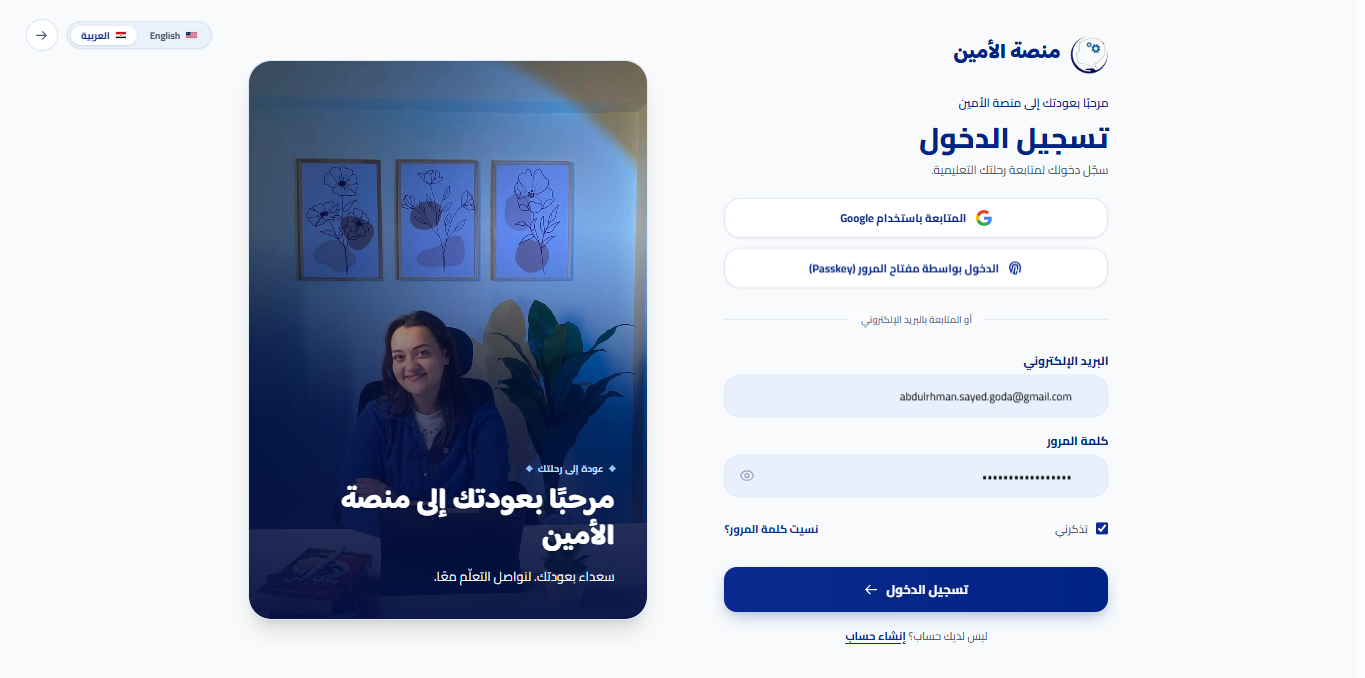 العربية
English
منصة الأمين
مرحبًا بعودتك إلى منصة الأمين
تسجيل الدخول
سجّل دخولك لمتابعة رحلتك التعليمية.
المتابعة باستخدام Google
الدخول بواسطة مفتاح المرور (Passkey)
أو المتابعة بالبريد الإلكتروني
البريد الإلكتروني
abdulrhman.sayed.goda@gmail.com
كلمة المرور
تذكرني
نسيت كلمة المرور؟
تسجيل الدخول
ليس لديك حساب؟ إنشاء حساب
عودة إلى رحلتك
مرحبًا بعودتك إلى منصة
الأمين
سعداء بعودتك. لنواصل التعلّم معًا.